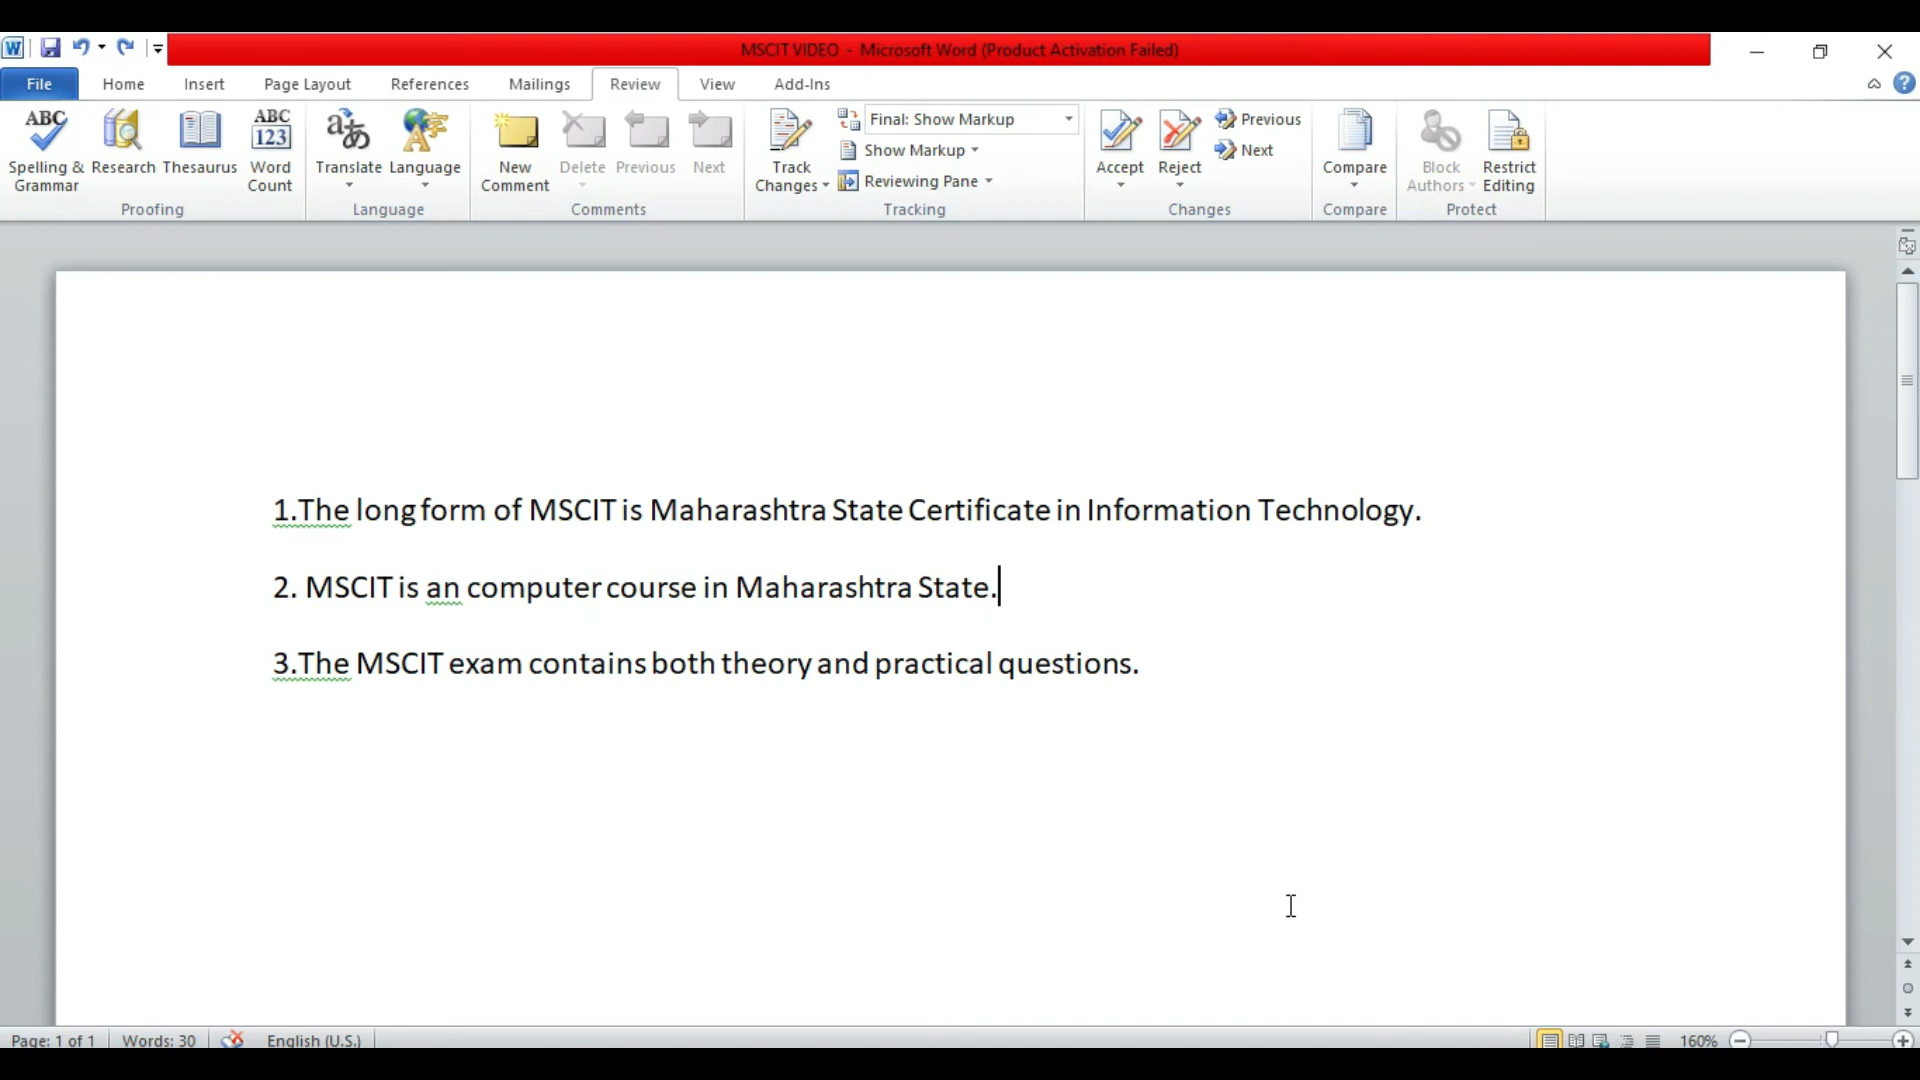 MSCIT VIDEO - Microsoft Word (Product Activation Failed)
File Home Insert Page Layout References Mailings Review View Add-Ins
ABC ABC 123
Spelling & Grammar Research Thesaurus Word Count Translate Language New Comment Delete Previous Next Track Changes Final: Show Markup Accept Reject Previous Compare Block Authors Restrict Editing
Show Markup Next
Reviewing Pane
Proofing Language Comments Tracking Changes Compare Protect
1.The long form of MSCIT is Maharashtra State Certificate in Information Technology.
2. MSCIT is an computer course in Maharashtra State.
3.The MSCIT exam contains both theory and practical questions.
Page: 1 of 1 Words: 30 English (U.S.) 160%